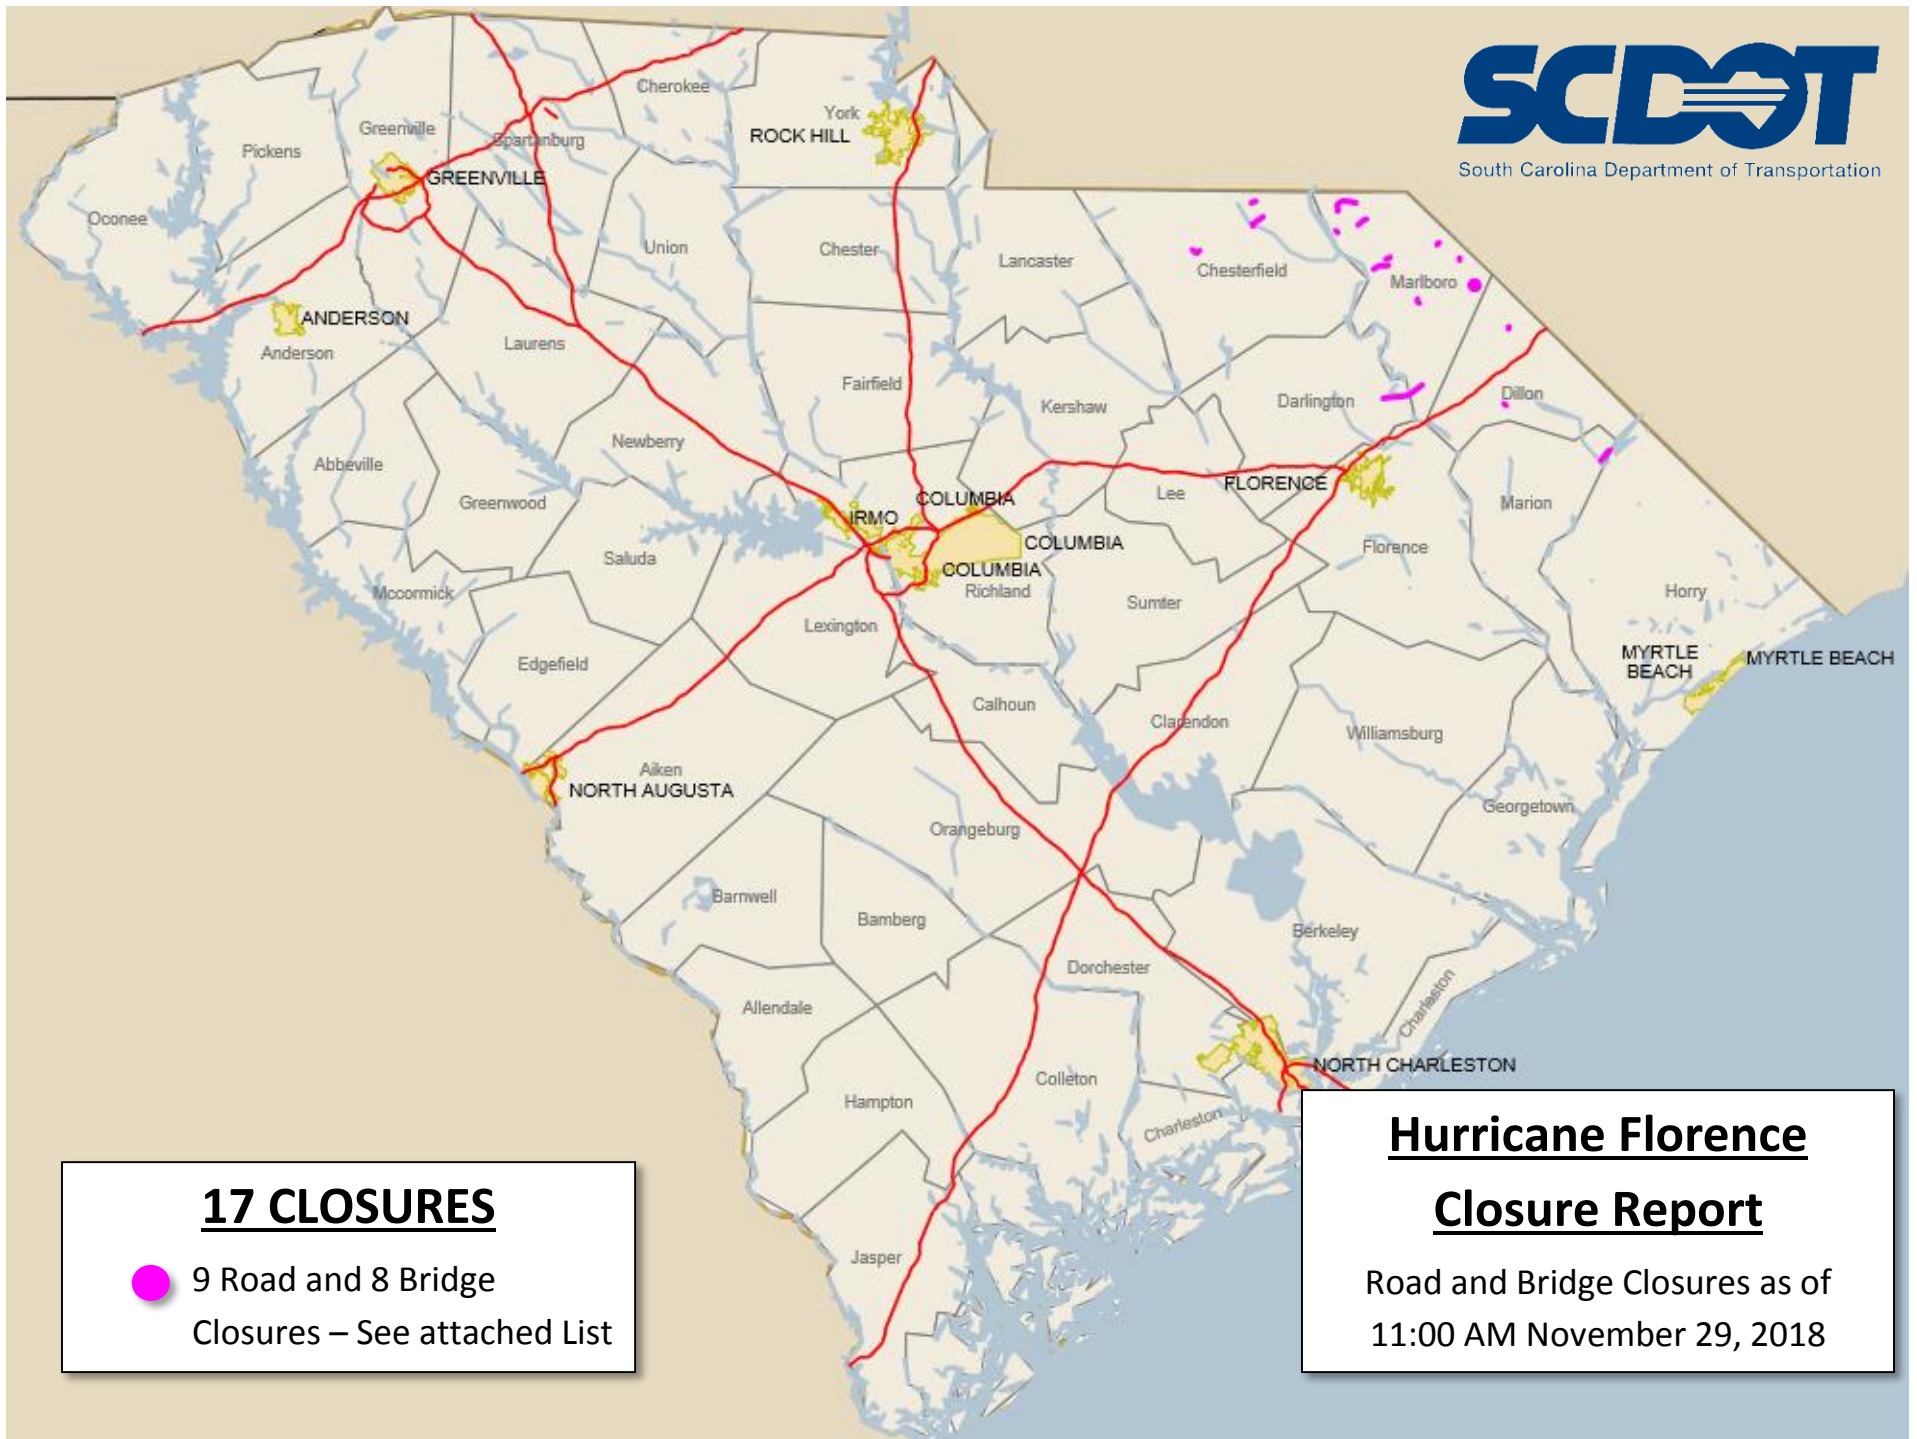 SCDOT
South Carolina Department of Transportation
Cherokee
York
ROCK HILL
Greenville
Spartanburg
Pickens
GREENVILLE
Oconee
Union
Chester
Lancaster
Chesterfield
Marlboro
ANDERSON
Anderson
Laurens
Fairfield
Kershaw
Darlington
Dillon
Newberry
Abbeville
Greenwood
COLUMBIA
Lee
FLORENCE
Marion
IRMO
COLUMBIA
Florence
Saluda
COLUMBIA
Richland
Mccormick
Sumter
Horry
Lexington
MYRTLE
BEACH
MYRTLE BEACH
Edgefield
Calhoun
Clarendon
Williamsburg
Aiken
NORTH AUGUSTA
Georgetown
Orangeburg
Barnwell
Bamberg
Berkeley
Dorchester
Charleston
Allendale
NORTH CHARLESTON
Colleton
Hampton
Charleston
Jasper
17 CLOSURES
9 Road and 8 Bridge
Closures – See attached List
Hurricane Florence
Closure Report
Road and Bridge Closures as of
11:00 AM November 29, 2018